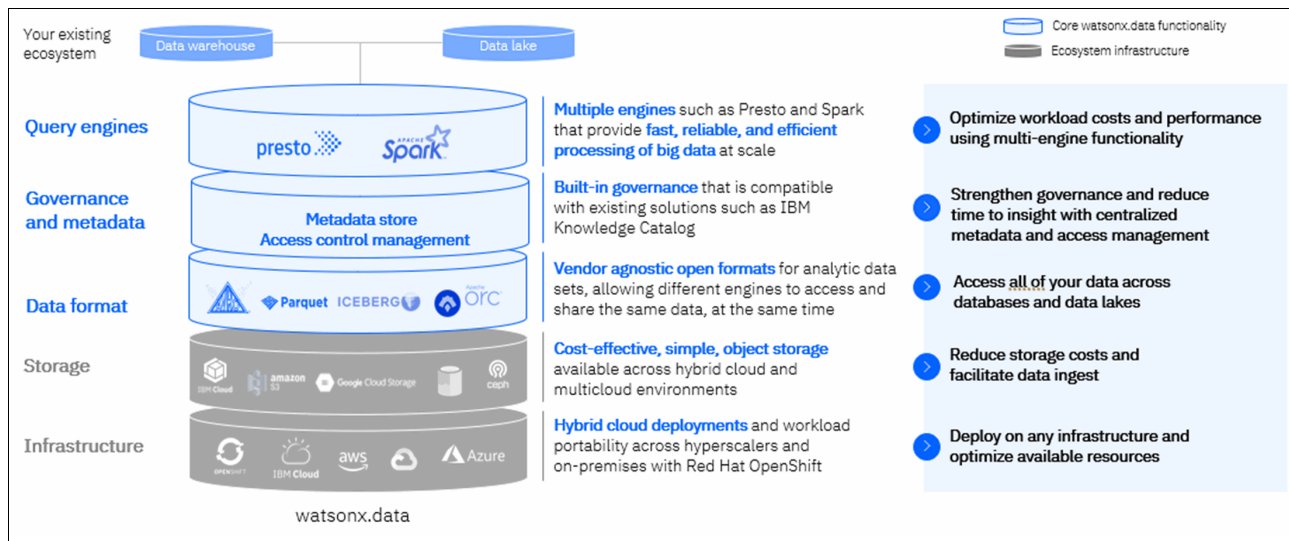 Your existing
ecosystem
Data warehouse
Data lake
Core watsonx.data functionality
Ecosystem infrastructure
Query engines
presto
APACHE
Spark
Multiple engines such as Presto and Spark
that provide fast, reliable, and efficient
processing of big data at scale
Optimize workload costs and performance
using multi-engine functionality
Governance
and metadata
Metadata store
Access control management
Built-in governance that is compatible
with existing solutions such as IBM
Knowledge Catalog
Strengthen governance and reduce
time to insight with centralized
metadata and access management
Data format
Parquet
ICEBERG
APACHE
orc
Vendor agnostic open formats for analytic data
sets, allowing different engines to access and
share the same data, at the same time
Access all of your data across
databases and data lakes
Storage
IBM Cloud
amazon
S3
Google Cloud Storage
ceph
Cost-effective, simple, object storage
available across hybrid cloud and
multicloud environments
Reduce storage costs and
facilitate data ingest
Infrastructure
OPENSHIFT
IBM Cloud
aws
Azure
Hybrid cloud deployments and workload
portability across hyperscalers and
on-premises with Red Hat OpenShift
Deploy on any infrastructure and
optimize available resources
watsonx.data